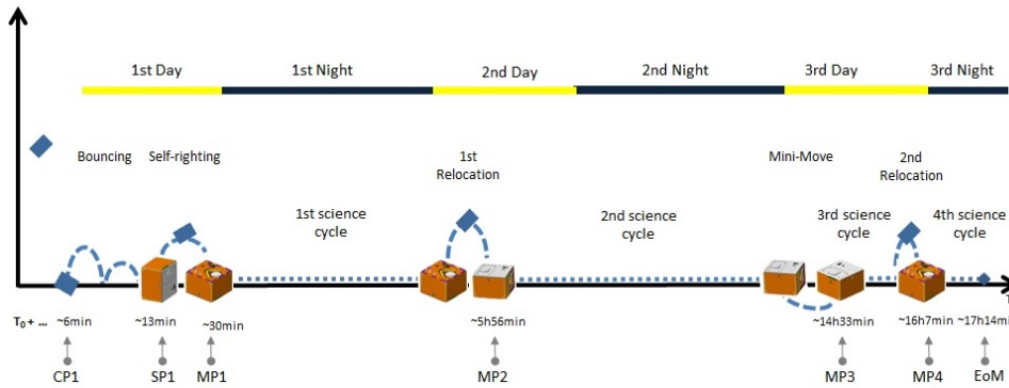 1st Day
1st Night
2nd Day
2nd Night
3rd Day
3rd Night
Bouncing
Self-righting
1st
Relocation
Mini-Move
2nd
Relocation
1st science
cycle
2nd science
cycle
3rd science
cycle
4th science
cycle
T
T0 + ...
~6min
~13min
~30min
~5h56min
~14h33min
~16h7min
~17h14min
CP1
SP1
MP1
MP2
MP3
MP4
EoM